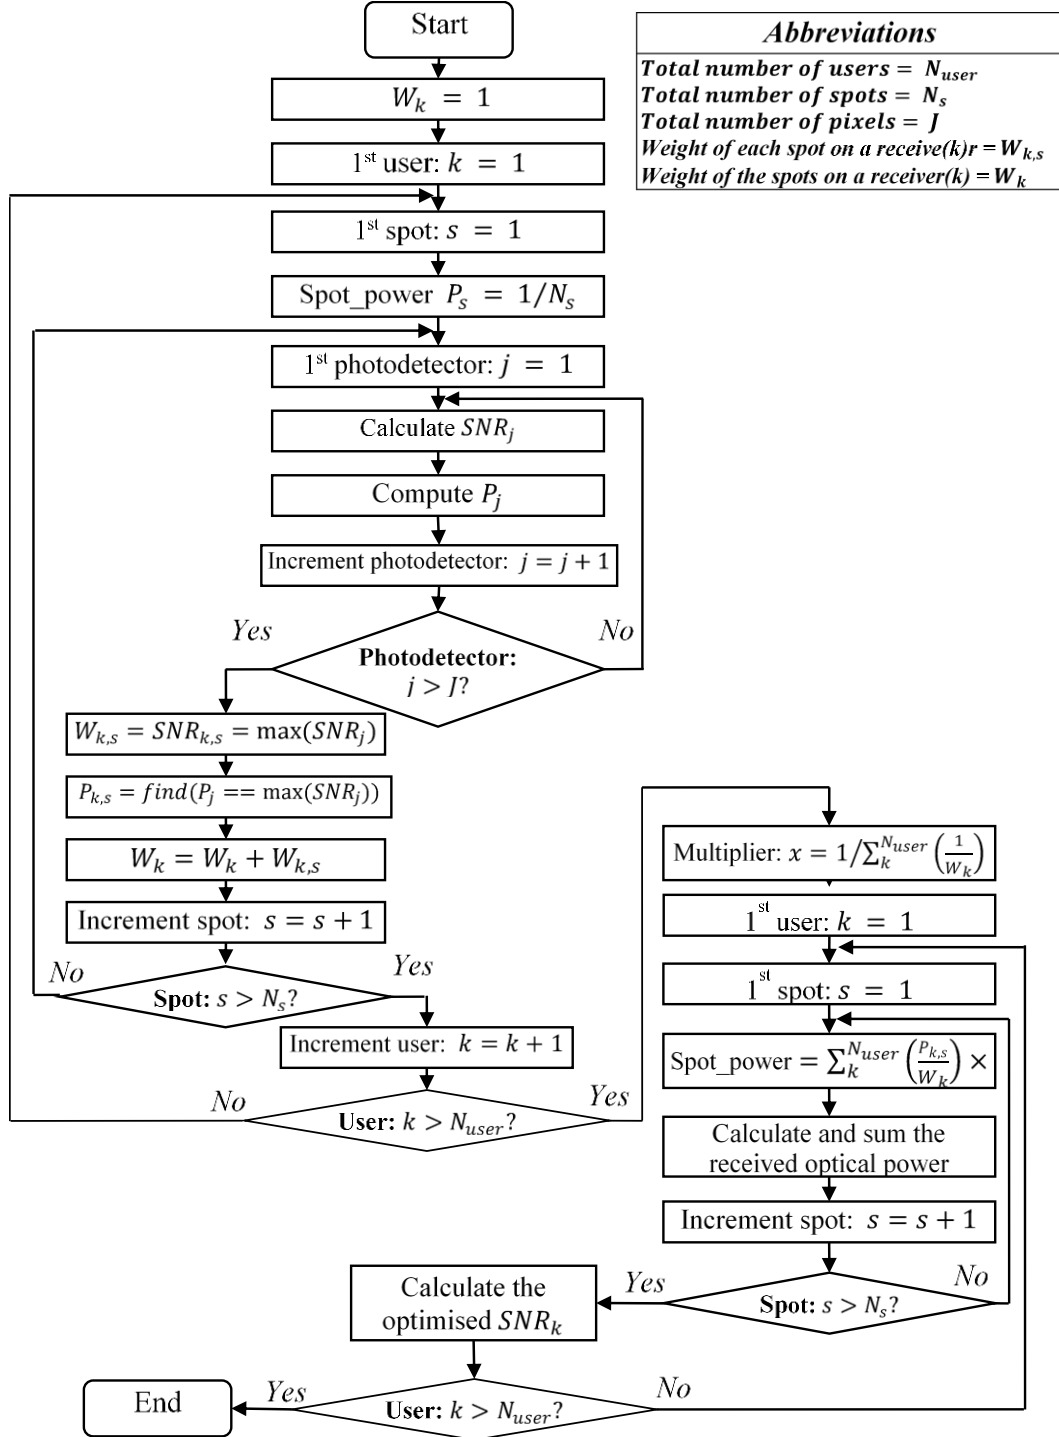 Start
Abbreviations
Total number of users = N_user
Total number of spots = N_s
Total number of pixels = J
Weight of each spot on a receive(k)r = W_k,s
Weight of the spots on a receiver(k) = W_k
W_k = 1
1st user: k = 1
1st spot: s = 1
Spot_power P_s = 1/N_s
1st photodetector: j = 1
Calculate SNR_j
Compute P_j
Increment photodetector: j = j + 1
Yes
No
Photodetector:
j > J?
W_k,s = SNR_k,s = max(SNR_j)
P_k,s = find(P_j == max(SNR_j))
W_k = W_k + W_k,s
Increment spot: s = s + 1
No
Yes
Spot: s > N_s?
Increment user: k = k + 1
No
Yes
User: k > N_user?
Multiplier: x = 1/∑_k^N_user (1/W_k)
1st user: k = 1
1st spot: s = 1
Spot_power = ∑_k^N_user (P_k,s/W_k) ×
Calculate and sum the
received optical power
Increment spot: s = s + 1
Yes
No
Spot: s > N_s?
Calculate the
optimised SNR_k
Yes
No
User: k > N_user?
End